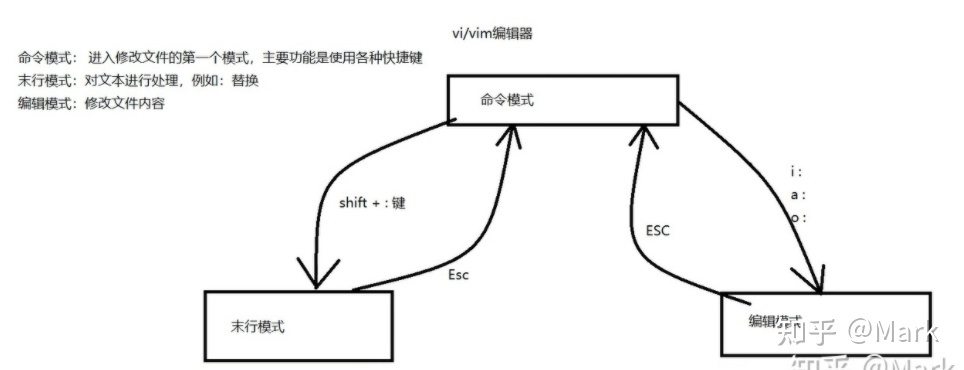 vi/vim编辑器
命令模式： 进入修改文件的第一个模式，主要功能是使用各种快捷键
末行模式：对文本进行处理，例如：替换
编辑模式：修改文件内容
命令模式
i :
a :
o :
shift + : 键
ESC
Esc
末行模式
编辑模式
知乎 @Mark
知乎 @Mark